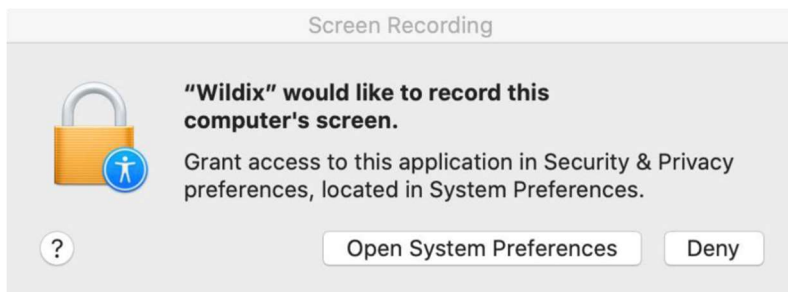 Screen Recording
“Wildix” would like to record this
computer's screen.
Grant access to this application in Security & Privacy
preferences, located in System Preferences.
?
Open System Preferences
Deny